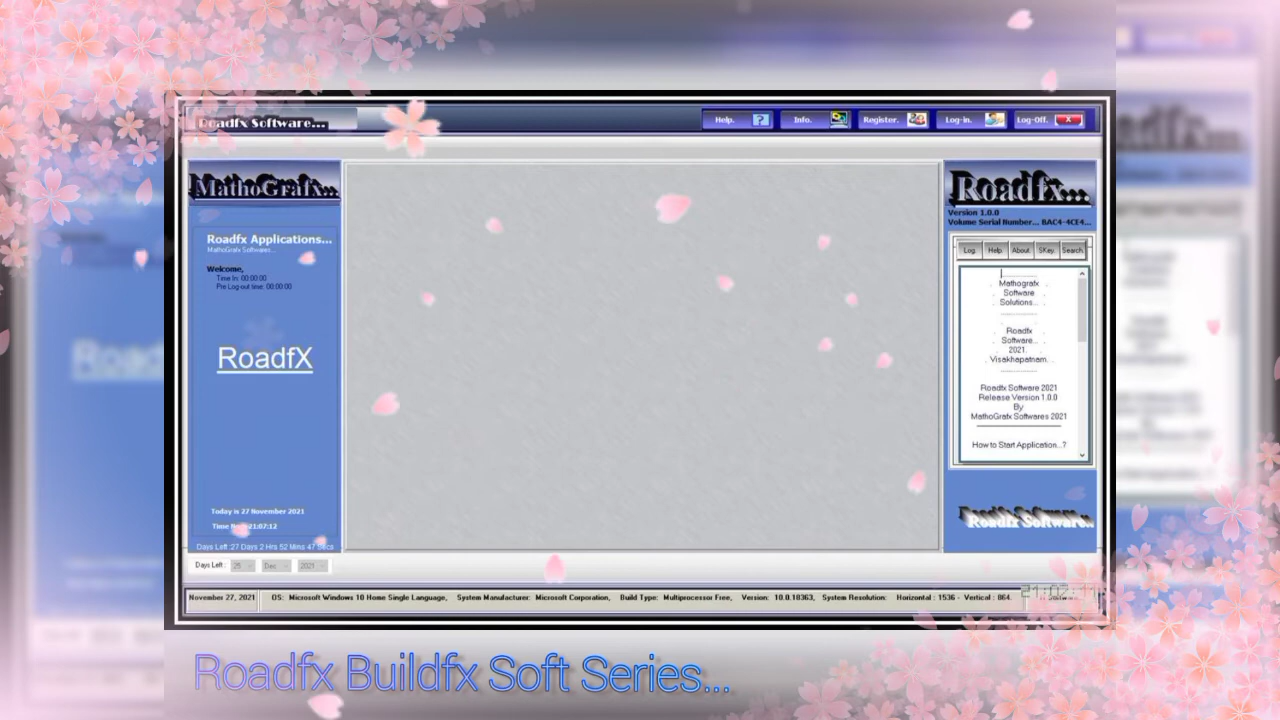 Roadfx Software...
Help.
Info.
Register.
Log-in.
Log-Off.
X
MathoGrafx...
Roadfx Applications...
MathoGrafx Softwares...
Welcome,
Time In: 00:00:00
Pre Log-out time: 00:00:00
RoadfX
Today is 27 November 2021
Days Left :27 Days 2 Hrs 52 Mins 47 Secs
Days Left :
25
Dec
2021
Roadfx...
Version 1.0.0
Volume Serial Number... BAC4-4CE4...
Log.
Help.
About
SKey.
Search.
Mathografx
Software
Solutions...
Roadfx
Software...
2021.
Visakhapatnam.
Roadfx Software 2021
Release Version 1.0.0
By
MathoGrafx Softwares 2021
How to Start Application...?
Roadfx Software...
November 27, 2021
OS: Microsoft Windows 10 Home Single Language, System Manufacturer: Microsoft Corporation, Build Type: Multiprocessor Free, Version: 10.0.18363, System Resolution: Horizontal : 1536 - Vertical : 864.
Roadfx Buildfx Soft Series...